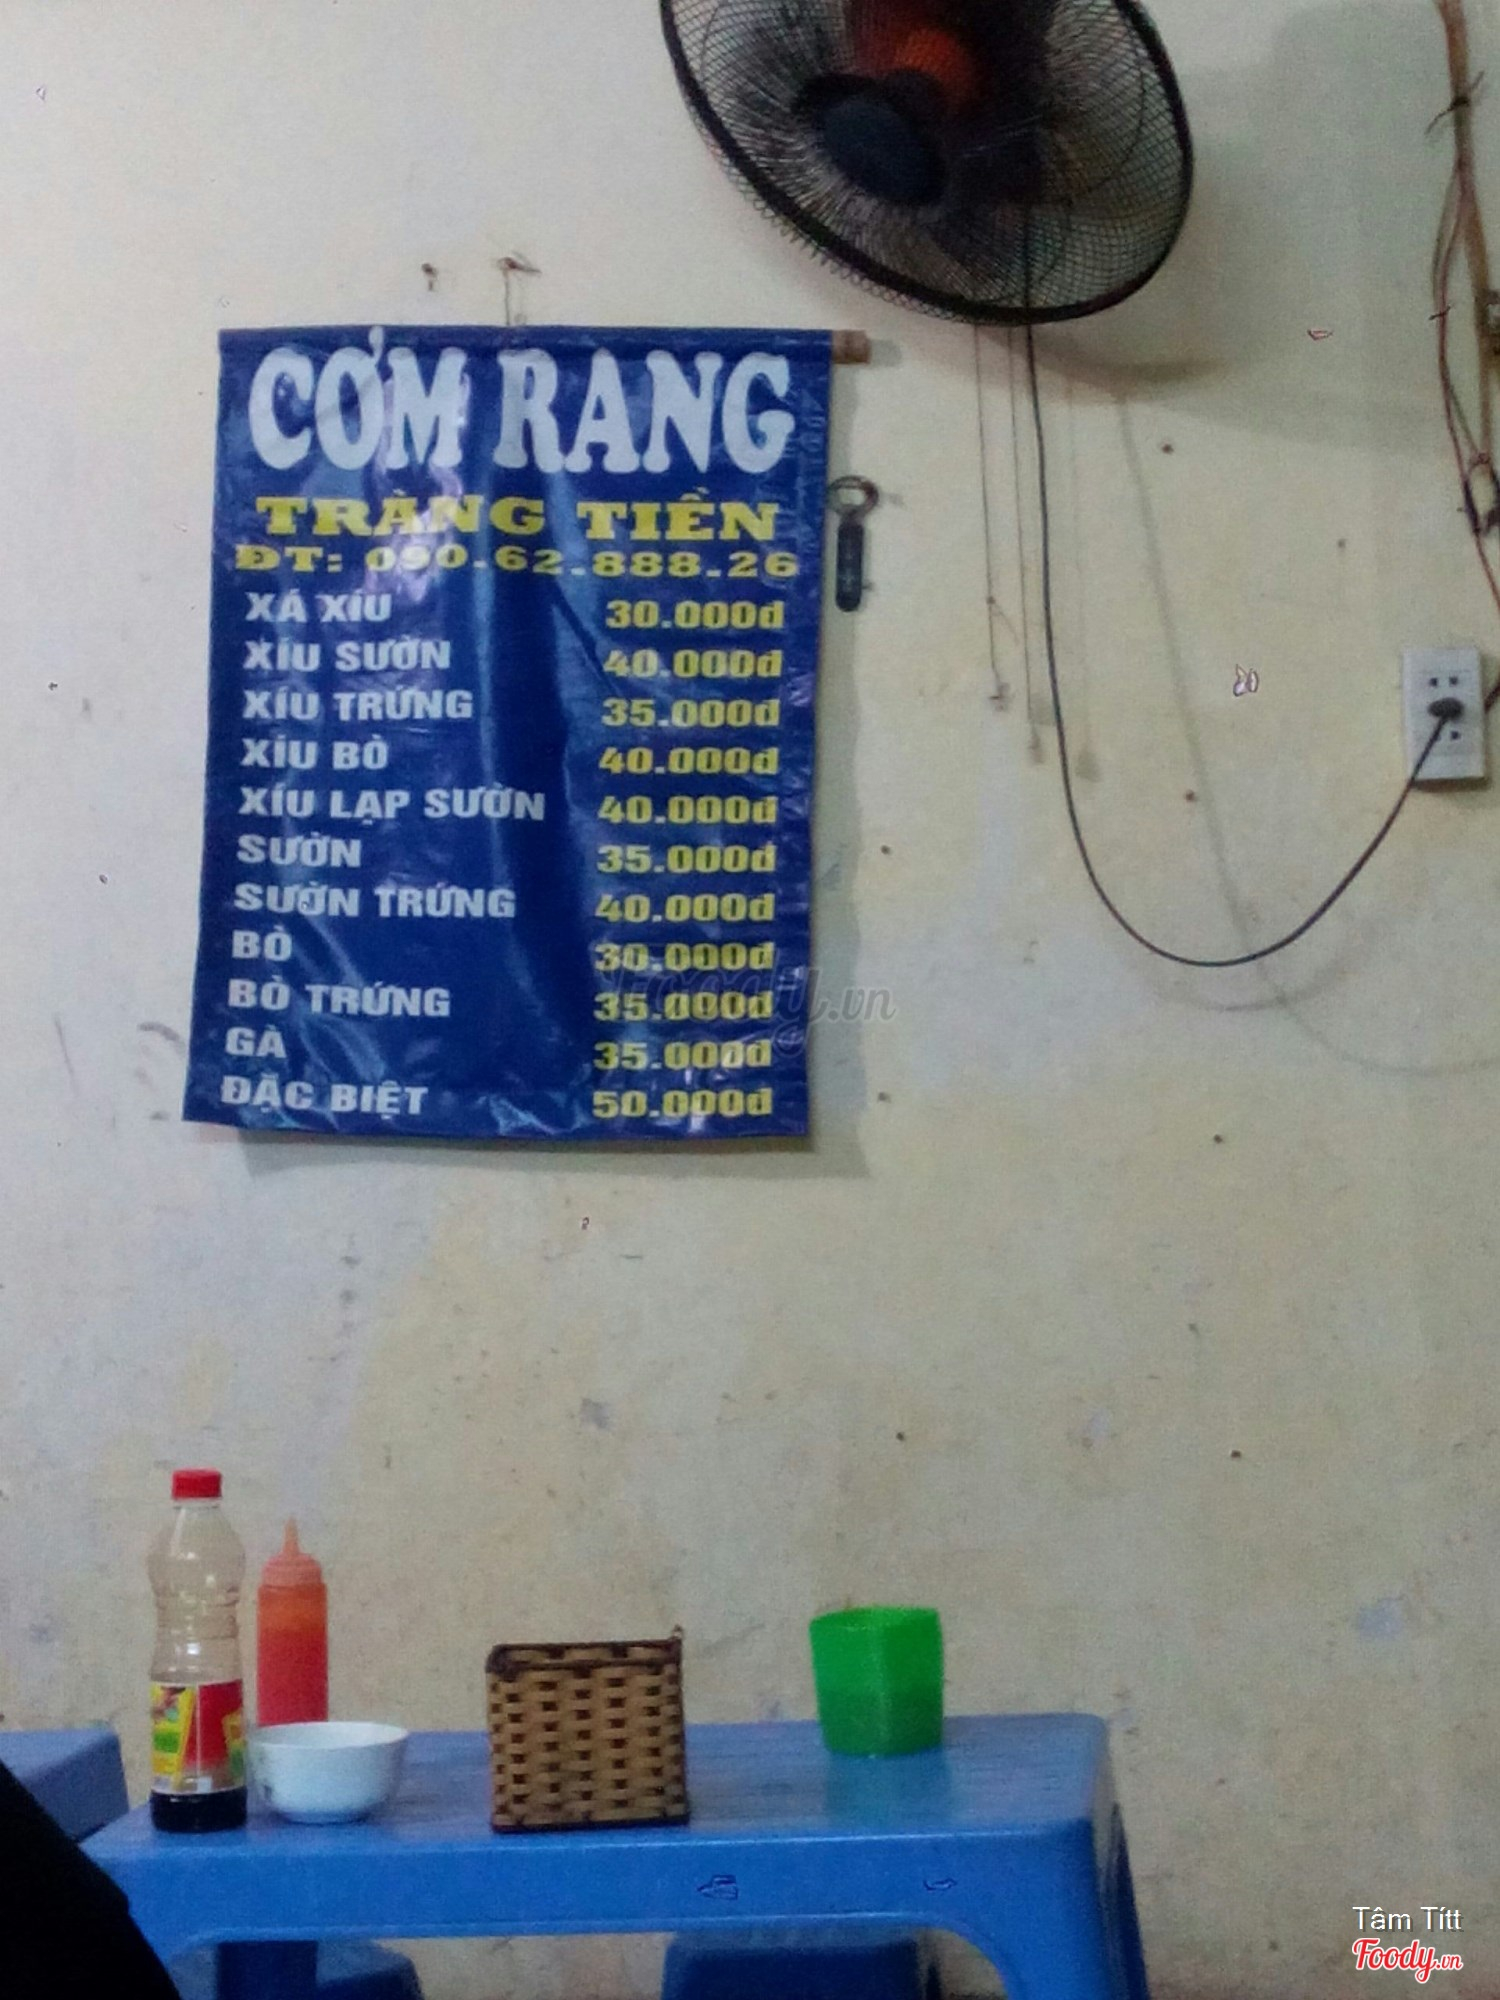 CƠM RANG
TRÀNG TIỀN
ĐT: 090.62.888.26
XÁ XÍU 30.000đ
XÍU SƯỜN 40.000đ
XÍU TRỨNG 35.000đ
XÍU BÒ 40.000đ
XÍU LẠP SƯỜN 40.000đ
SƯỜN 35.000đ
SƯỜN TRỨNG 40.000đ
BÒ 30.000đ
BÒ TRỨNG 35.000đ
GÀ 35.000đ
ĐẶC BIỆT 50.000đ
Foody.vn
Tâm Títt
Foody.vn